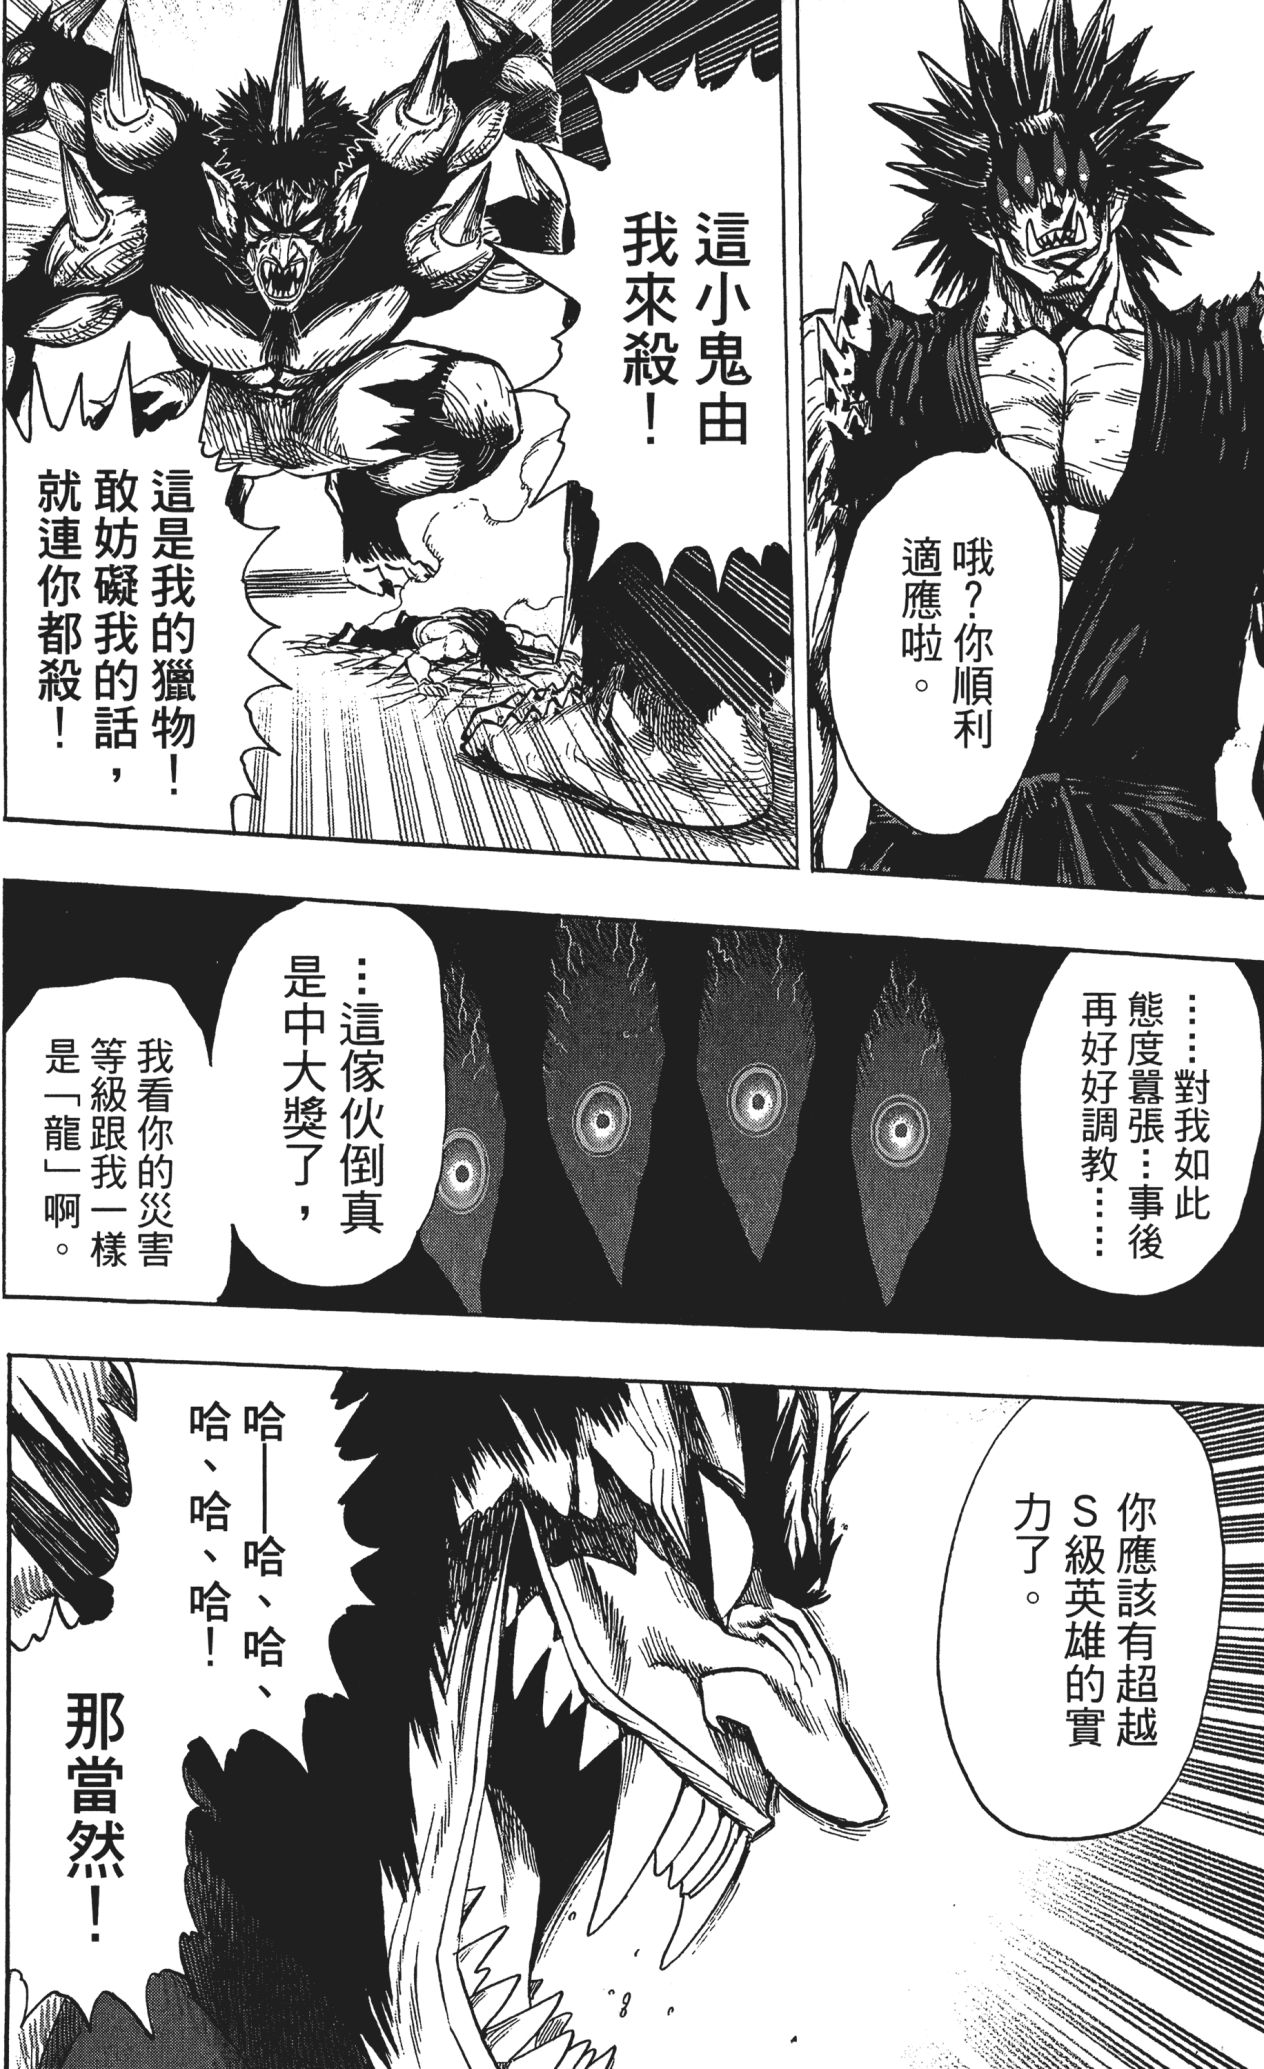 哦?你順利
適應啦。
這小鬼由
我來殺!
這是我的獵物!
敢妨礙我的話,
就連你都殺!
……對我如此
態度囂張…事後
再好好調教……
…這傢伙倒真
是中大獎了,
我看你的災害
等級跟我一樣
是「龍」啊。
你應該有超越
S級英雄的實
力了。
哈——哈、哈、
哈、哈、哈!
那當然!